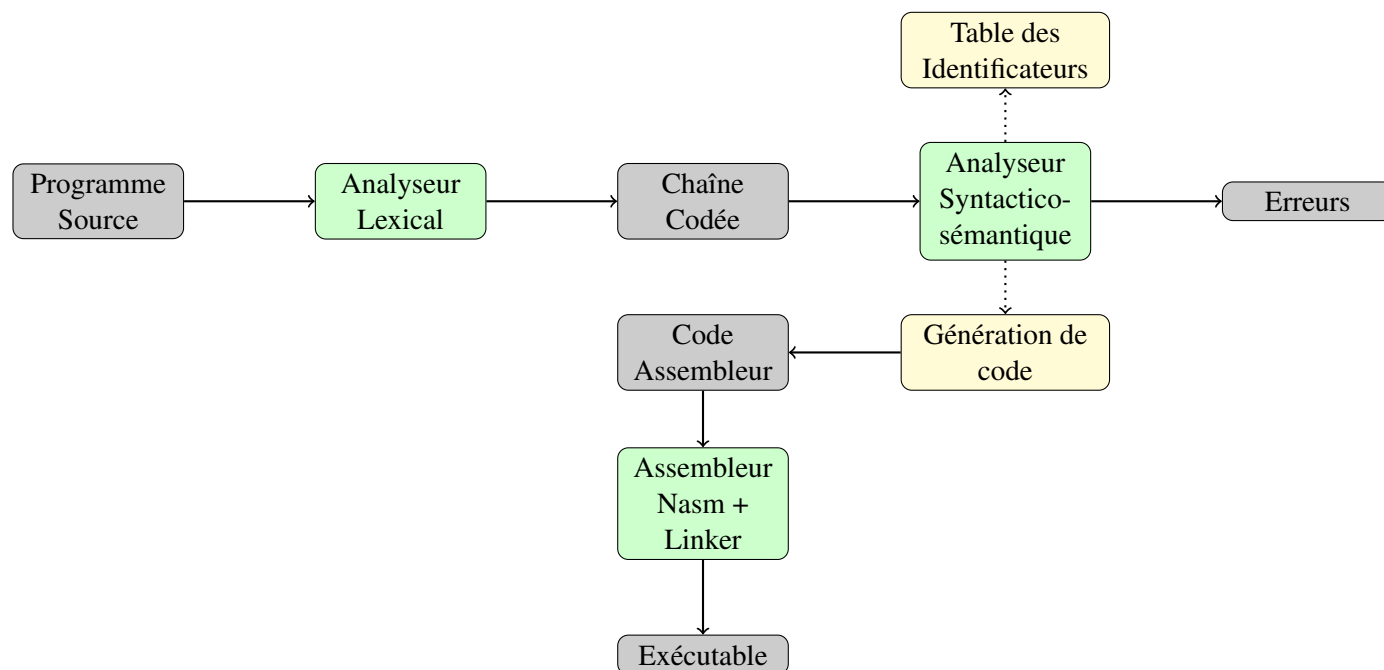 Table des
Identificateurs
Programme
Source
Analyseur
Lexical
Chaîne
Codée
Analyseur
Syntactico-
sémantique
Erreurs
Code
Assembleur
Génération de
code
Assembleur
Nasm +
Linker
Exécutable